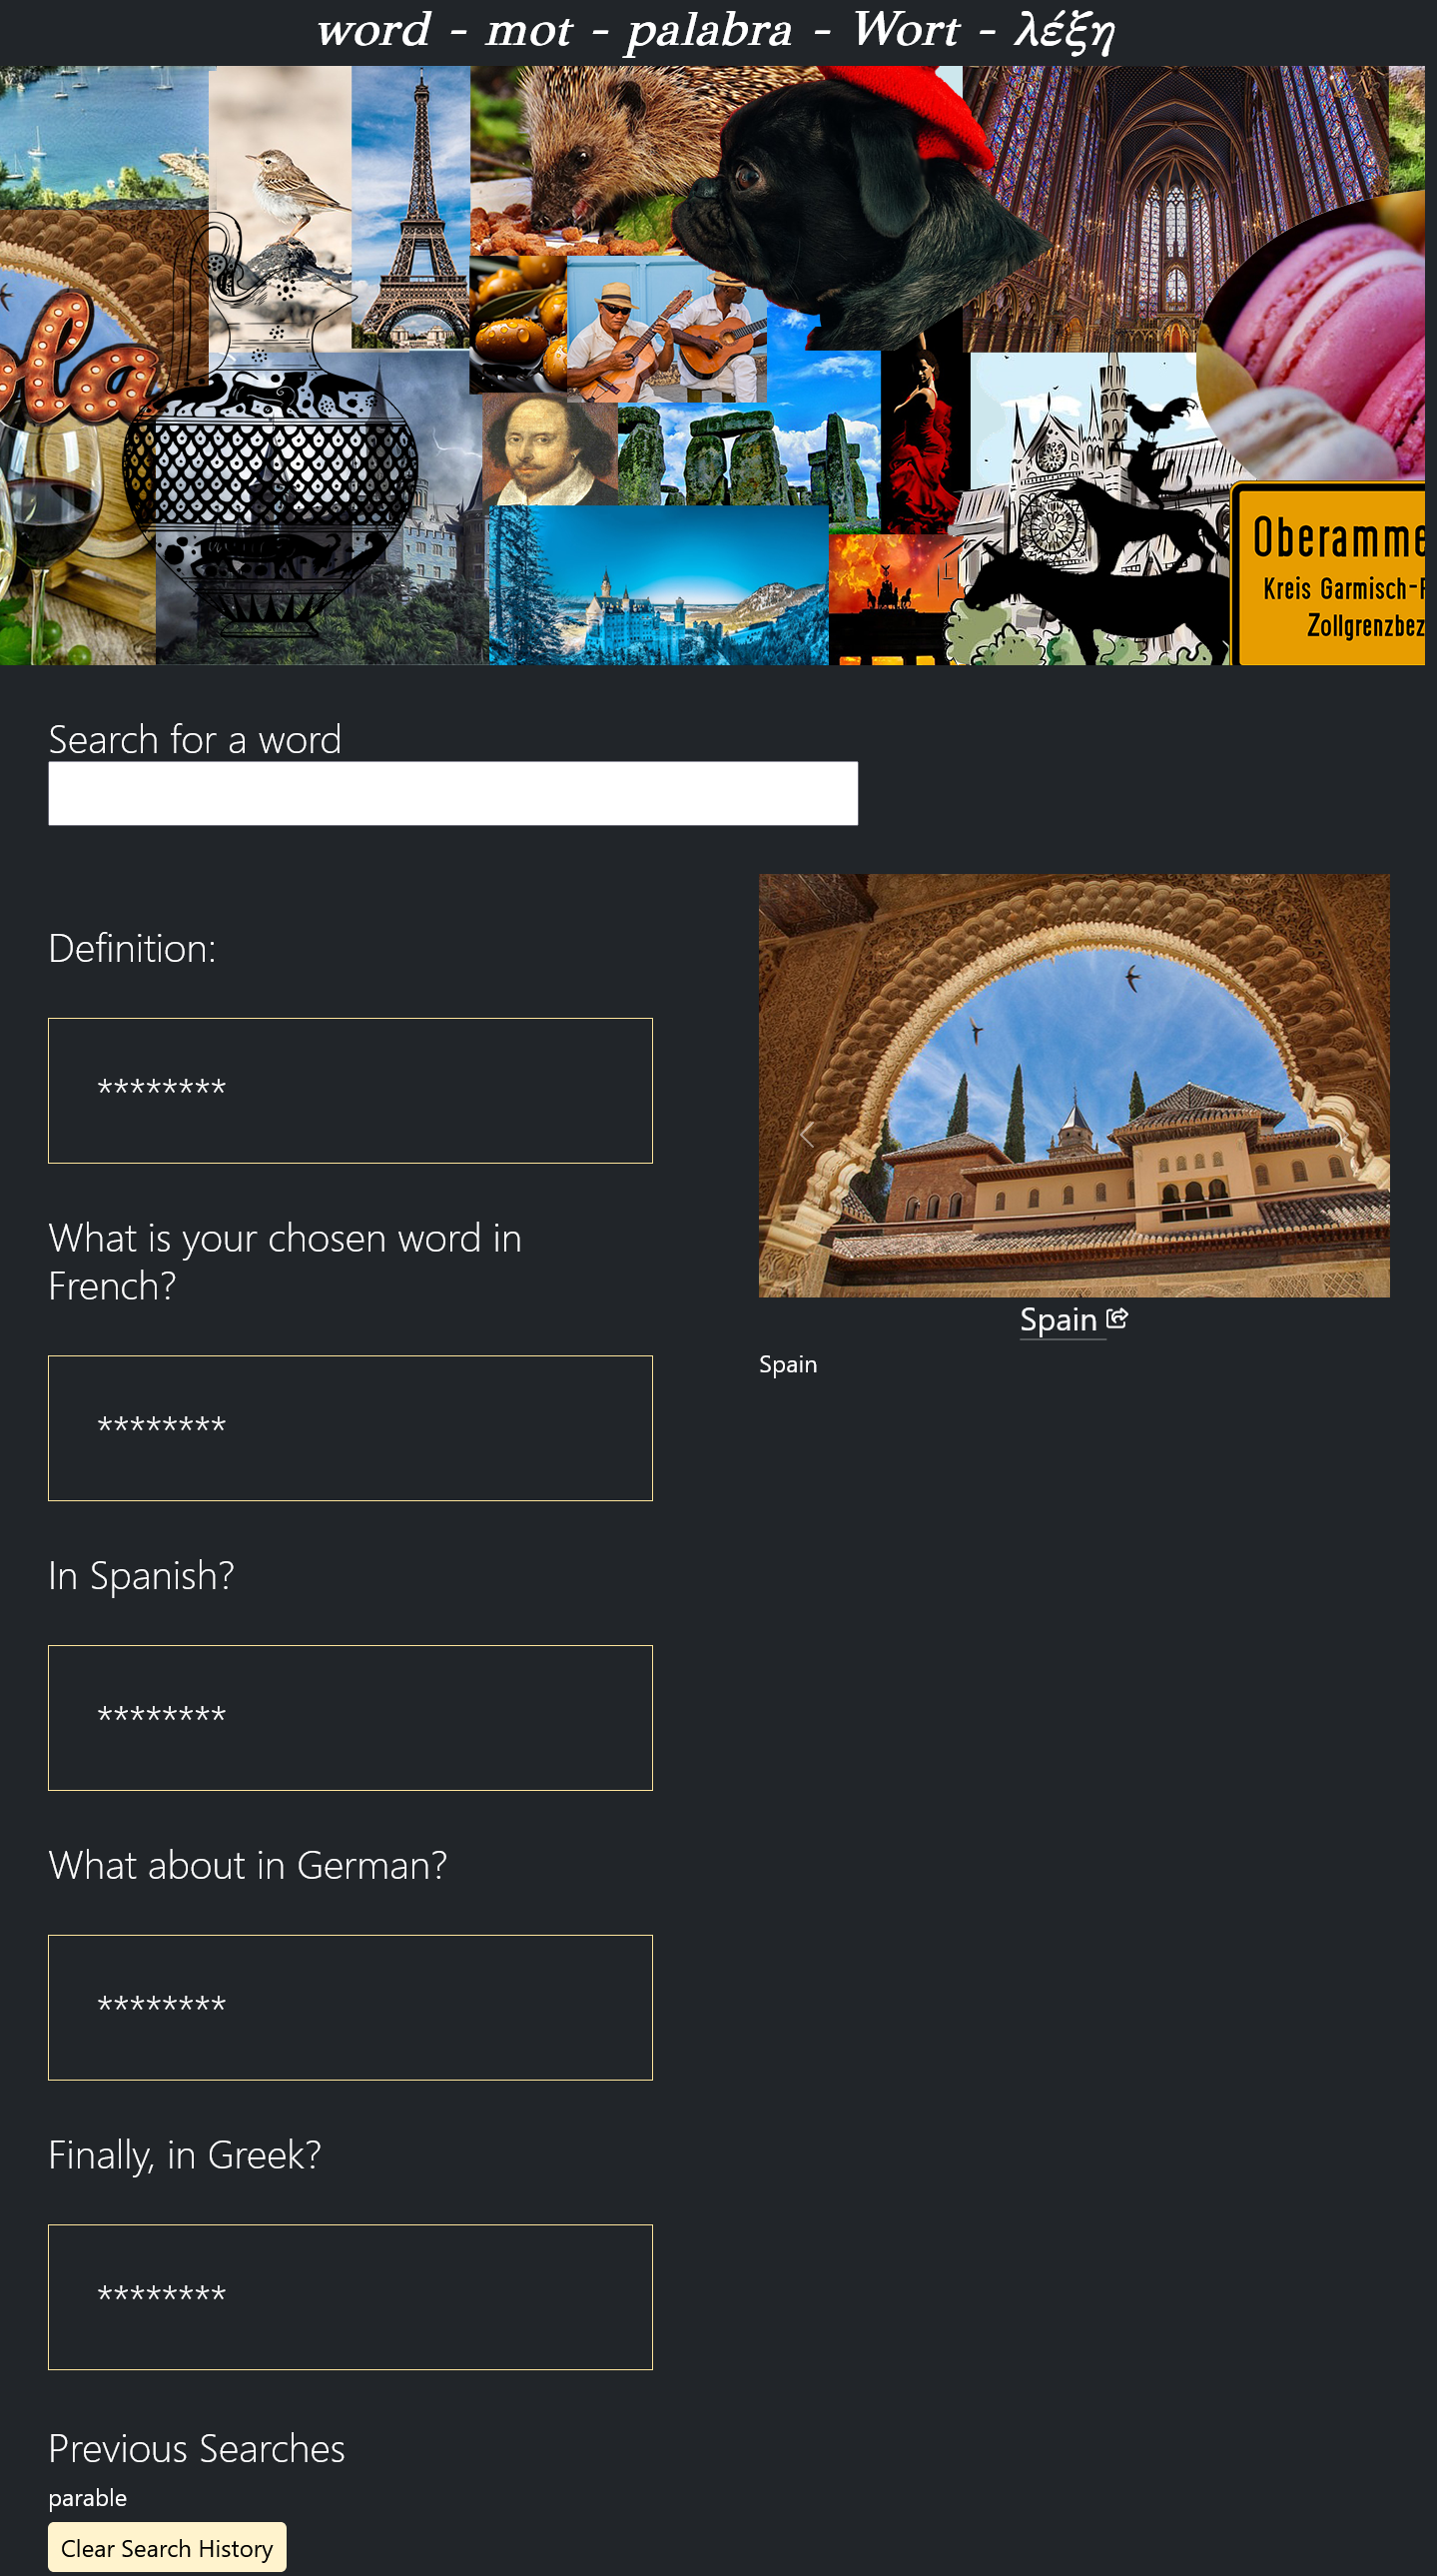 word - mot - palabra - Wort - λέξη
ola
Oberamme
Kreis Garmisch-P
Zollgrenzbez
Search for a word
Definition:
********
What is your chosen word in
French?
********
In Spanish?
********
What about in German?
********
Finally, in Greek?
********
Previous Searches
parable
Clear Search History
Spain
Spain